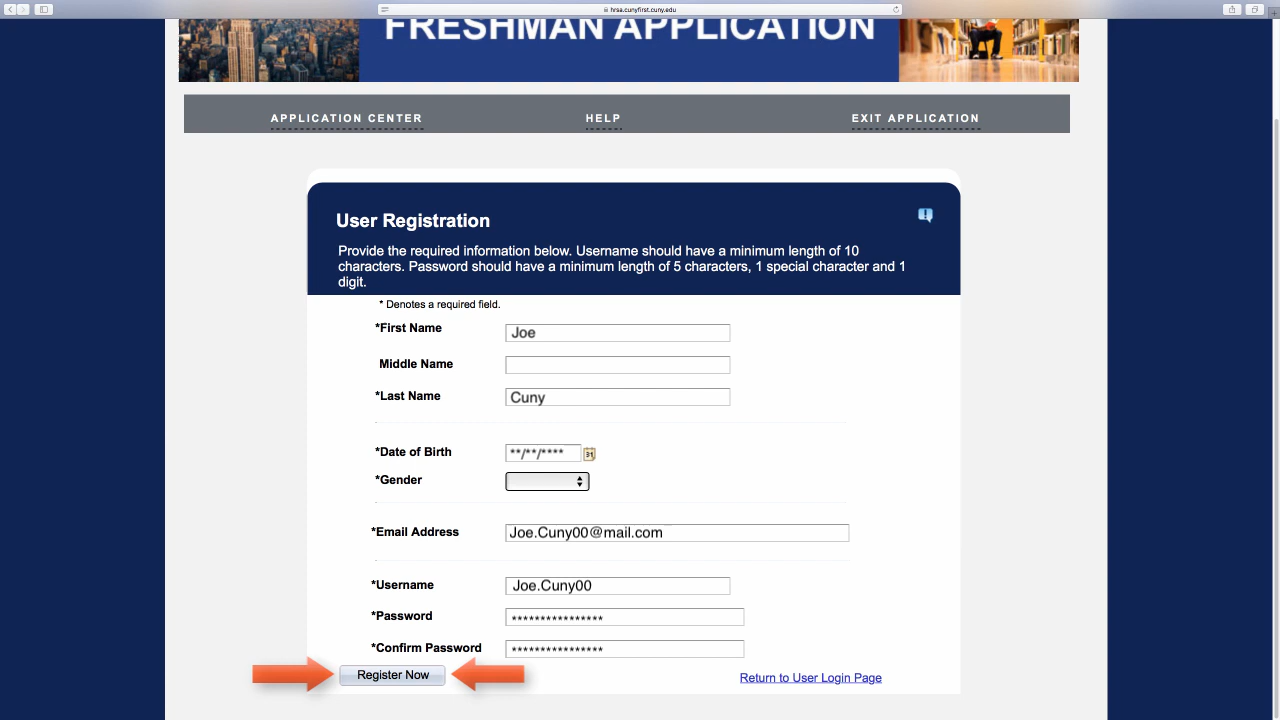 hrsa.cunyfirst.cuny.edu
FRESHMAN APPLICATION
APPLICATION CENTER
HELP
EXIT APPLICATION
User Registration
Provide the required information below. Username should have a minimum length of 10
characters. Password should have a minimum length of 5 characters, 1 special character and 1
digit.
* Denotes a required field.
*First Name
Joe
Middle Name
*Last Name
Cuny
*Date of Birth
**/**/****
31
*Gender
*Email Address
Joe.Cuny00@mail.com
*Username
Joe.Cuny00
*Password
****************
*Confirm Password
****************
Register Now
Return to User Login Page